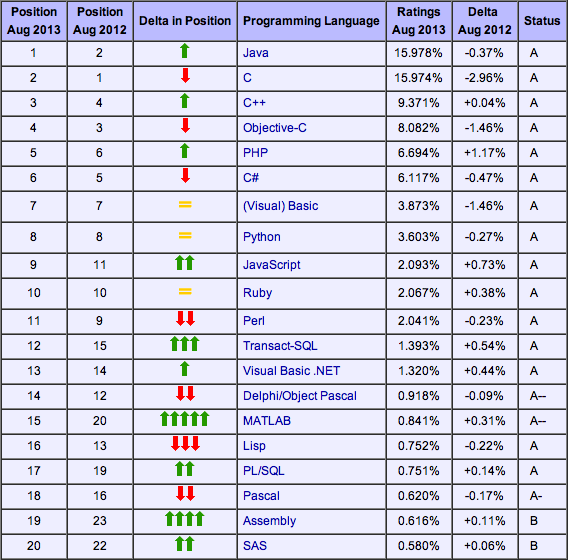 Position Aug 2013 Position Aug 2012 Delta in Position Programming Language Ratings Aug 2013 Delta Aug 2012 Status
1 2 Java 15.978% -0.37% A
2 1 C 15.974% -2.96% A
3 4 C++ 9.371% +0.04% A
4 3 Objective-C 8.082% -1.46% A
5 6 PHP 6.694% +1.17% A
6 5 C# 6.117% -0.47% A
7 7 = (Visual) Basic 3.873% -1.46% A
8 8 = Python 3.603% -0.27% A
9 11 JavaScript 2.093% +0.73% A
10 10 = Ruby 2.067% +0.38% A
11 9 Perl 2.041% -0.23% A
12 15 Transact-SQL 1.393% +0.54% A
13 14 Visual Basic .NET 1.320% +0.44% A
14 12 Delphi/Object Pascal 0.918% -0.09% A--
15 20 MATLAB 0.841% +0.31% A--
16 13 Lisp 0.752% -0.22% A
17 19 PL/SQL 0.751% +0.14% A
18 16 Pascal 0.620% -0.17% A-
19 23 Assembly 0.616% +0.11% B
20 22 SAS 0.580% +0.06% B